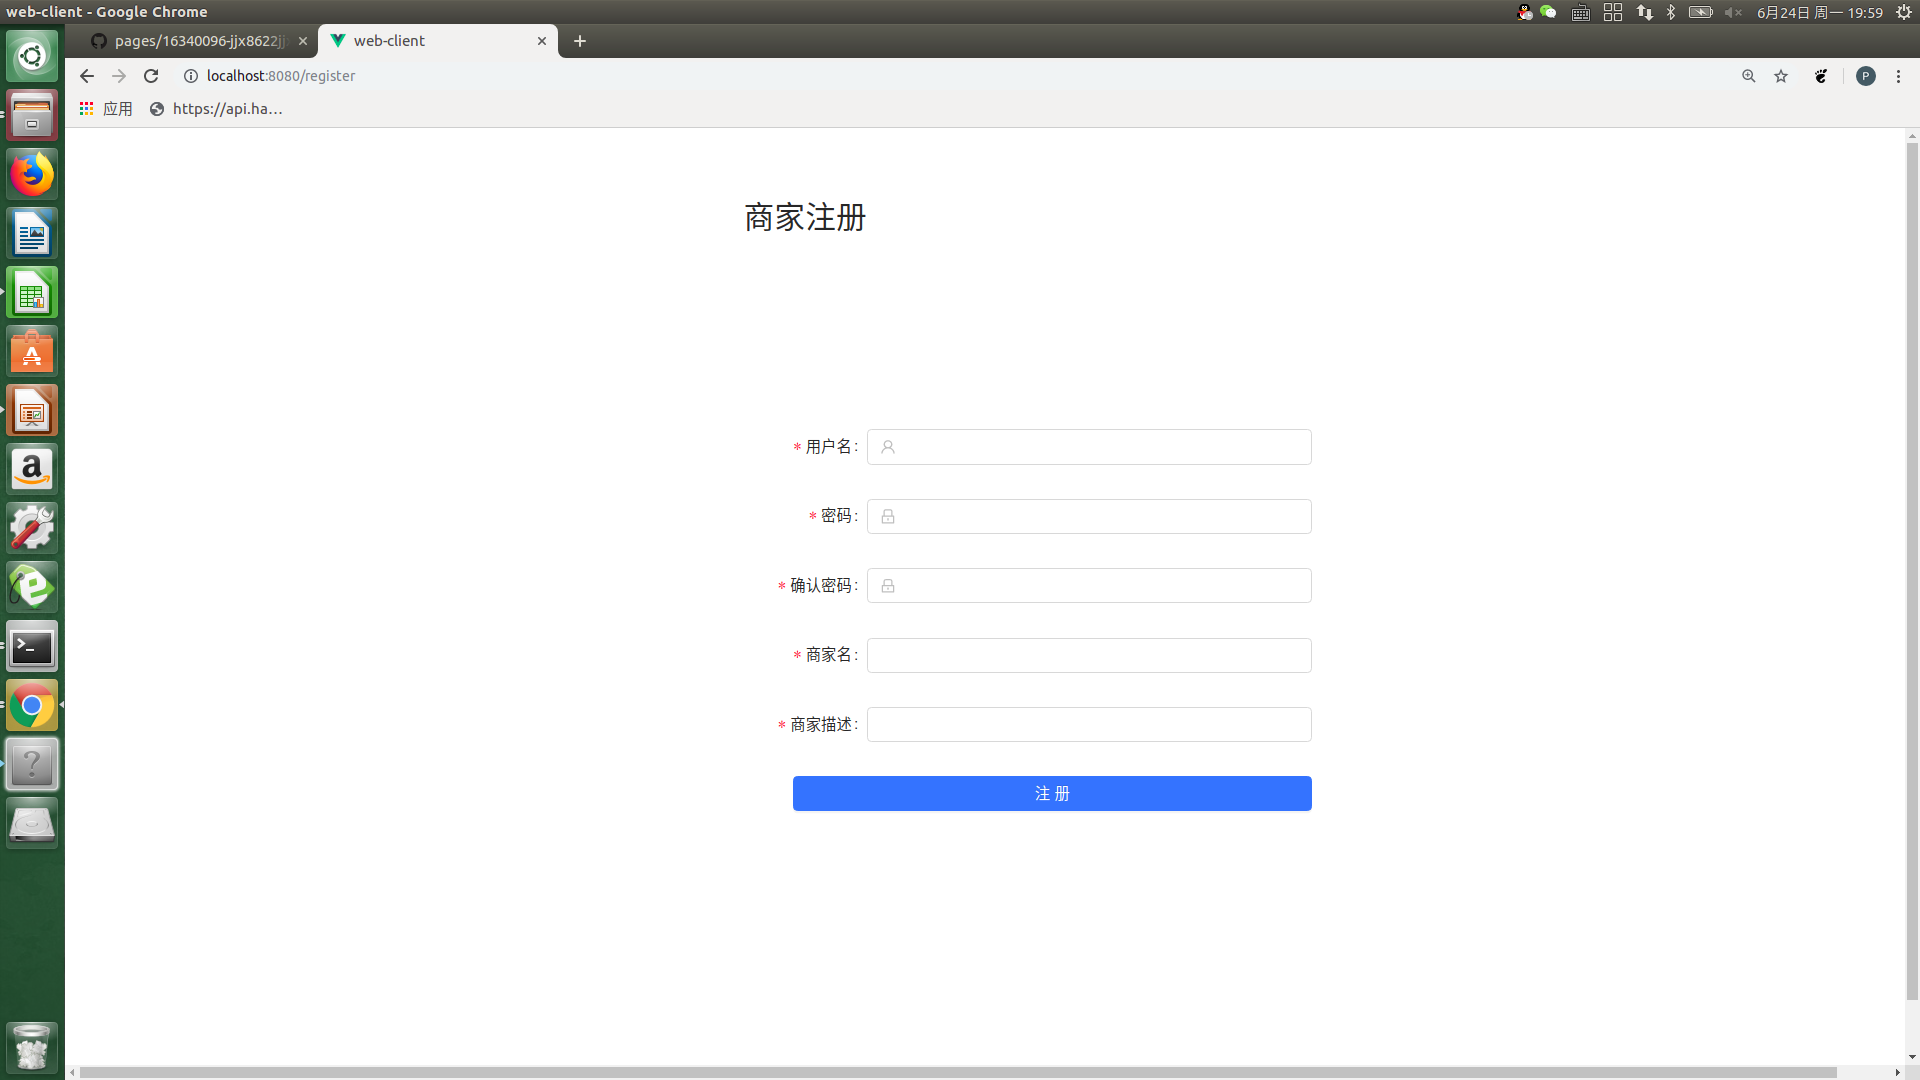 web-client - Google Chrome
6月24日 周一 19:59
pages/16340096-jjx8622jj
web-client
localhost:8080/register
P
应用
https://api.ha...
商家注册
* 用户名:
* 密码:
* 确认密码:
* 商家名:
* 商家描述:
注 册